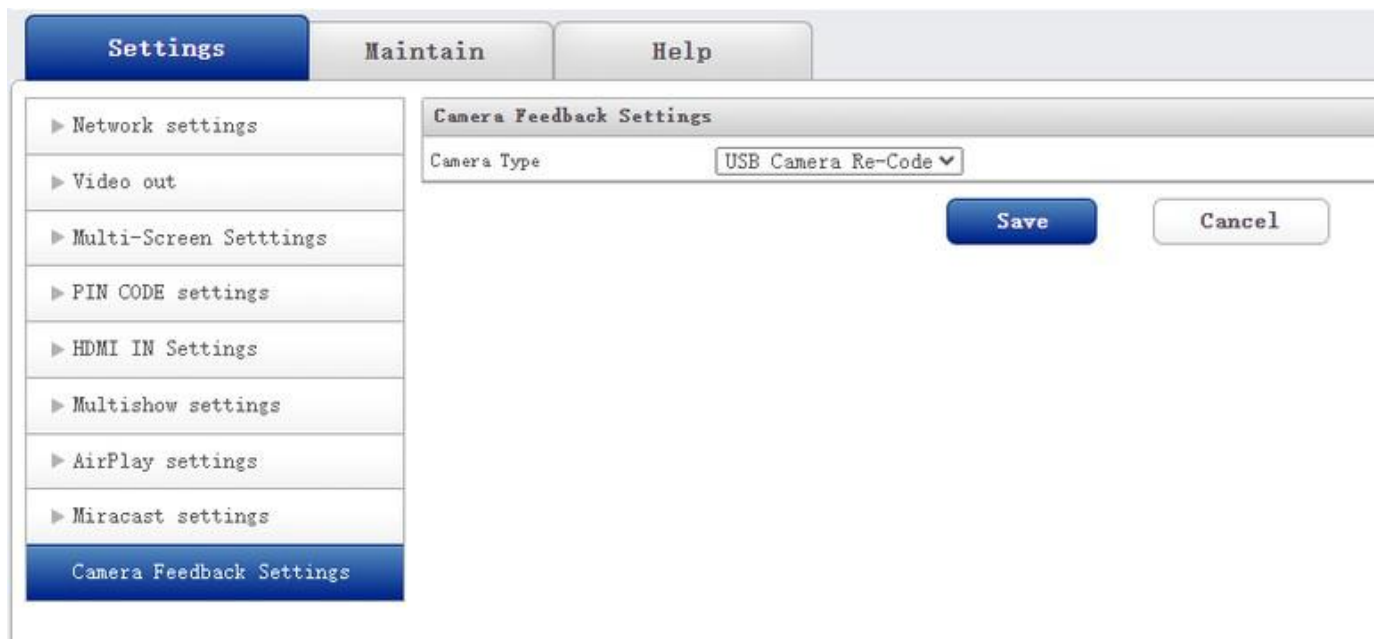 Settings
Maintain
Help
Network settings
Video out
Multi-Screen Setttings
PIN CODE settings
HDMI IN Settings
Multishow settings
AirPlay settings
Miracast settings
Camera Feedback Settings
Camera Feedback Settings
Camera Type
USB Camera Re-Code
Save
Cancel